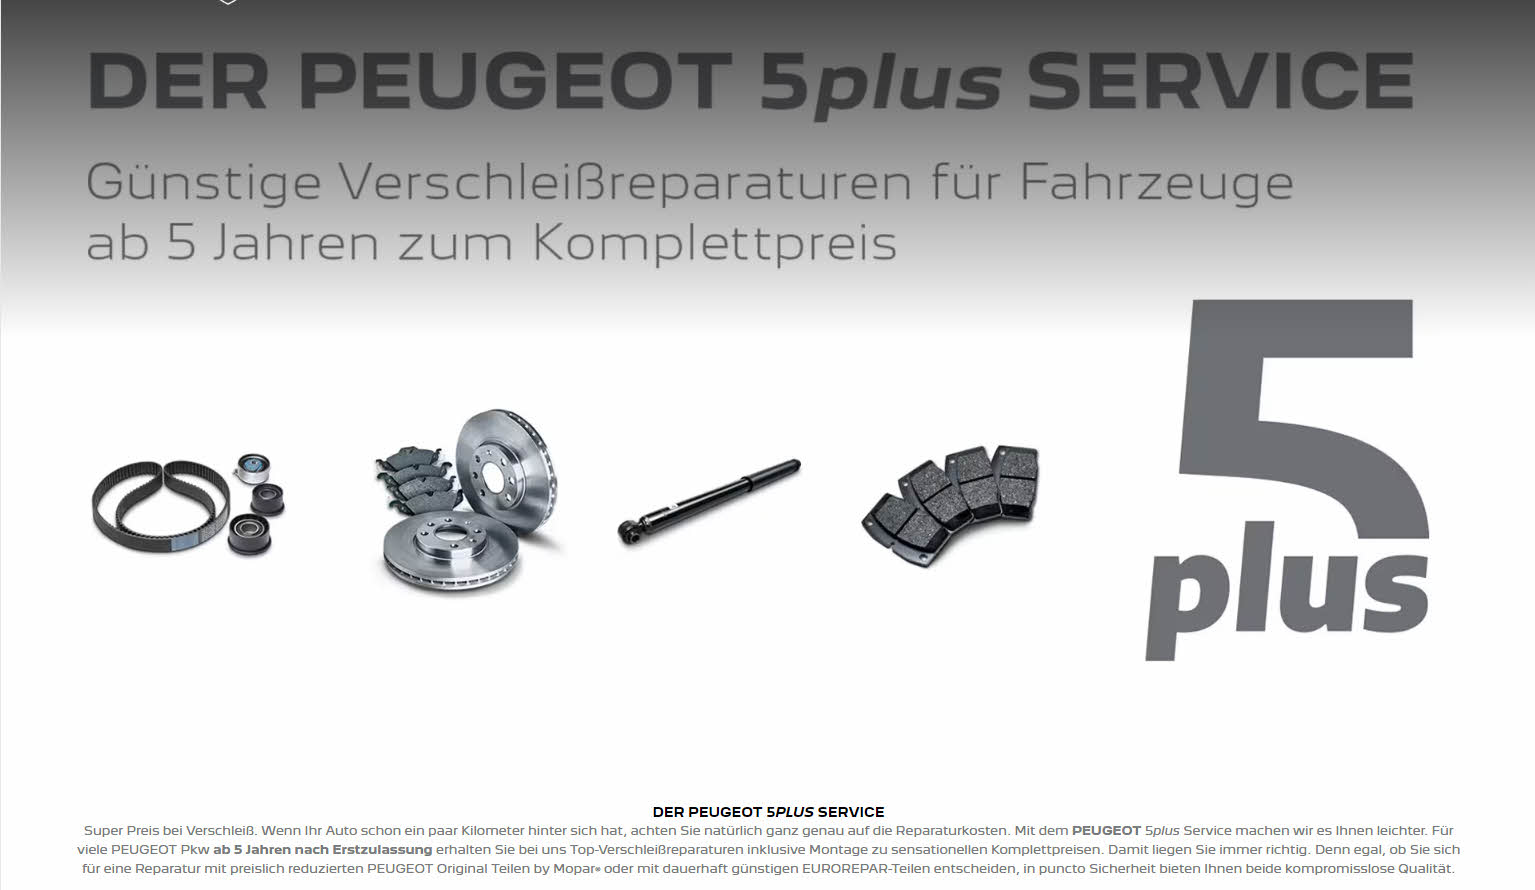 DER PEUGEOT 5plus SERVICE
Günstige Verschleißreparaturen für Fahrzeuge
ab 5 Jahren zum Komplettpreis
5
plus
DER PEUGEOT 5PLUS SERVICE
Super Preis bei Verschleiß. Wenn Ihr Auto schon ein paar Kilometer hinter sich hat, achten Sie natürlich ganz genau auf die Reparaturkosten. Mit dem PEUGEOT 5plus Service machen wir es Ihnen leichter. Für
viele PEUGEOT Pkw ab 5 Jahren nach Erstzulassung erhalten Sie bei uns Top-Verschleißreparaturen inklusive Montage zu sensationellen Komplettpreisen. Damit liegen Sie immer richtig. Denn egal, ob Sie sich
für eine Reparatur mit preislich reduzierten PEUGEOT Original Teilen by Mopar® oder mit dauerhaft günstigen EUROREPAR-Teilen entscheiden, in puncto Sicherheit bieten Ihnen beide kompromisslose Qualität.